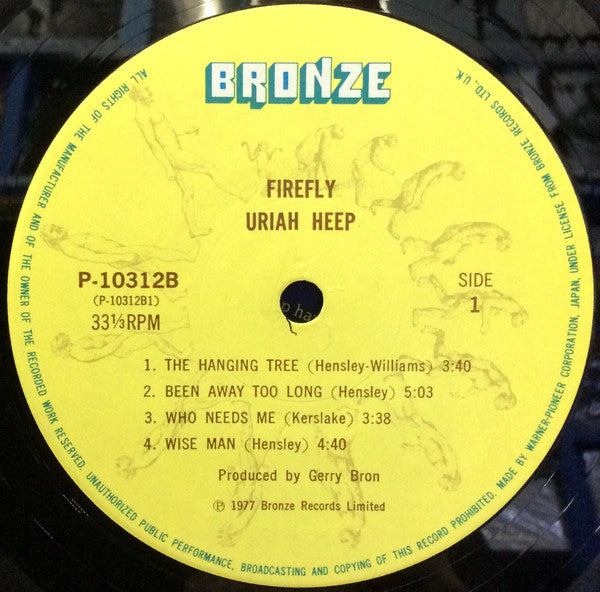 BRONZE
FIREFLY
URIAH HEEP
P-10312B
(P-10312B1)
33⅓RPM
SIDE
1
1. THE HANGING TREE (Hensley-Williams) 3:40
2. BEEN AWAY TOO LONG (Hensley) 5:03
3. WHO NEEDS ME (Kerslake) 3:38
4. WISE MAN (Hensley) 4:40
Produced by Gerry Bron
Ⓟ 1977 Bronze Records Limited
ALL RIGHTS OF THE MANUFACTURER AND OF THE OWNER OF THE RECORDED WORK RESERVED. UNAUTHORIZED PUBLIC PERFORMANCE, BROADCASTING AND COPYING OF THIS RECORD PROHIBITED. MADE BY WARNER-PIONEER CORPORATION, JAPAN, UNDER LICENSE FROM BRONZE RECORDS LTD., U.K.